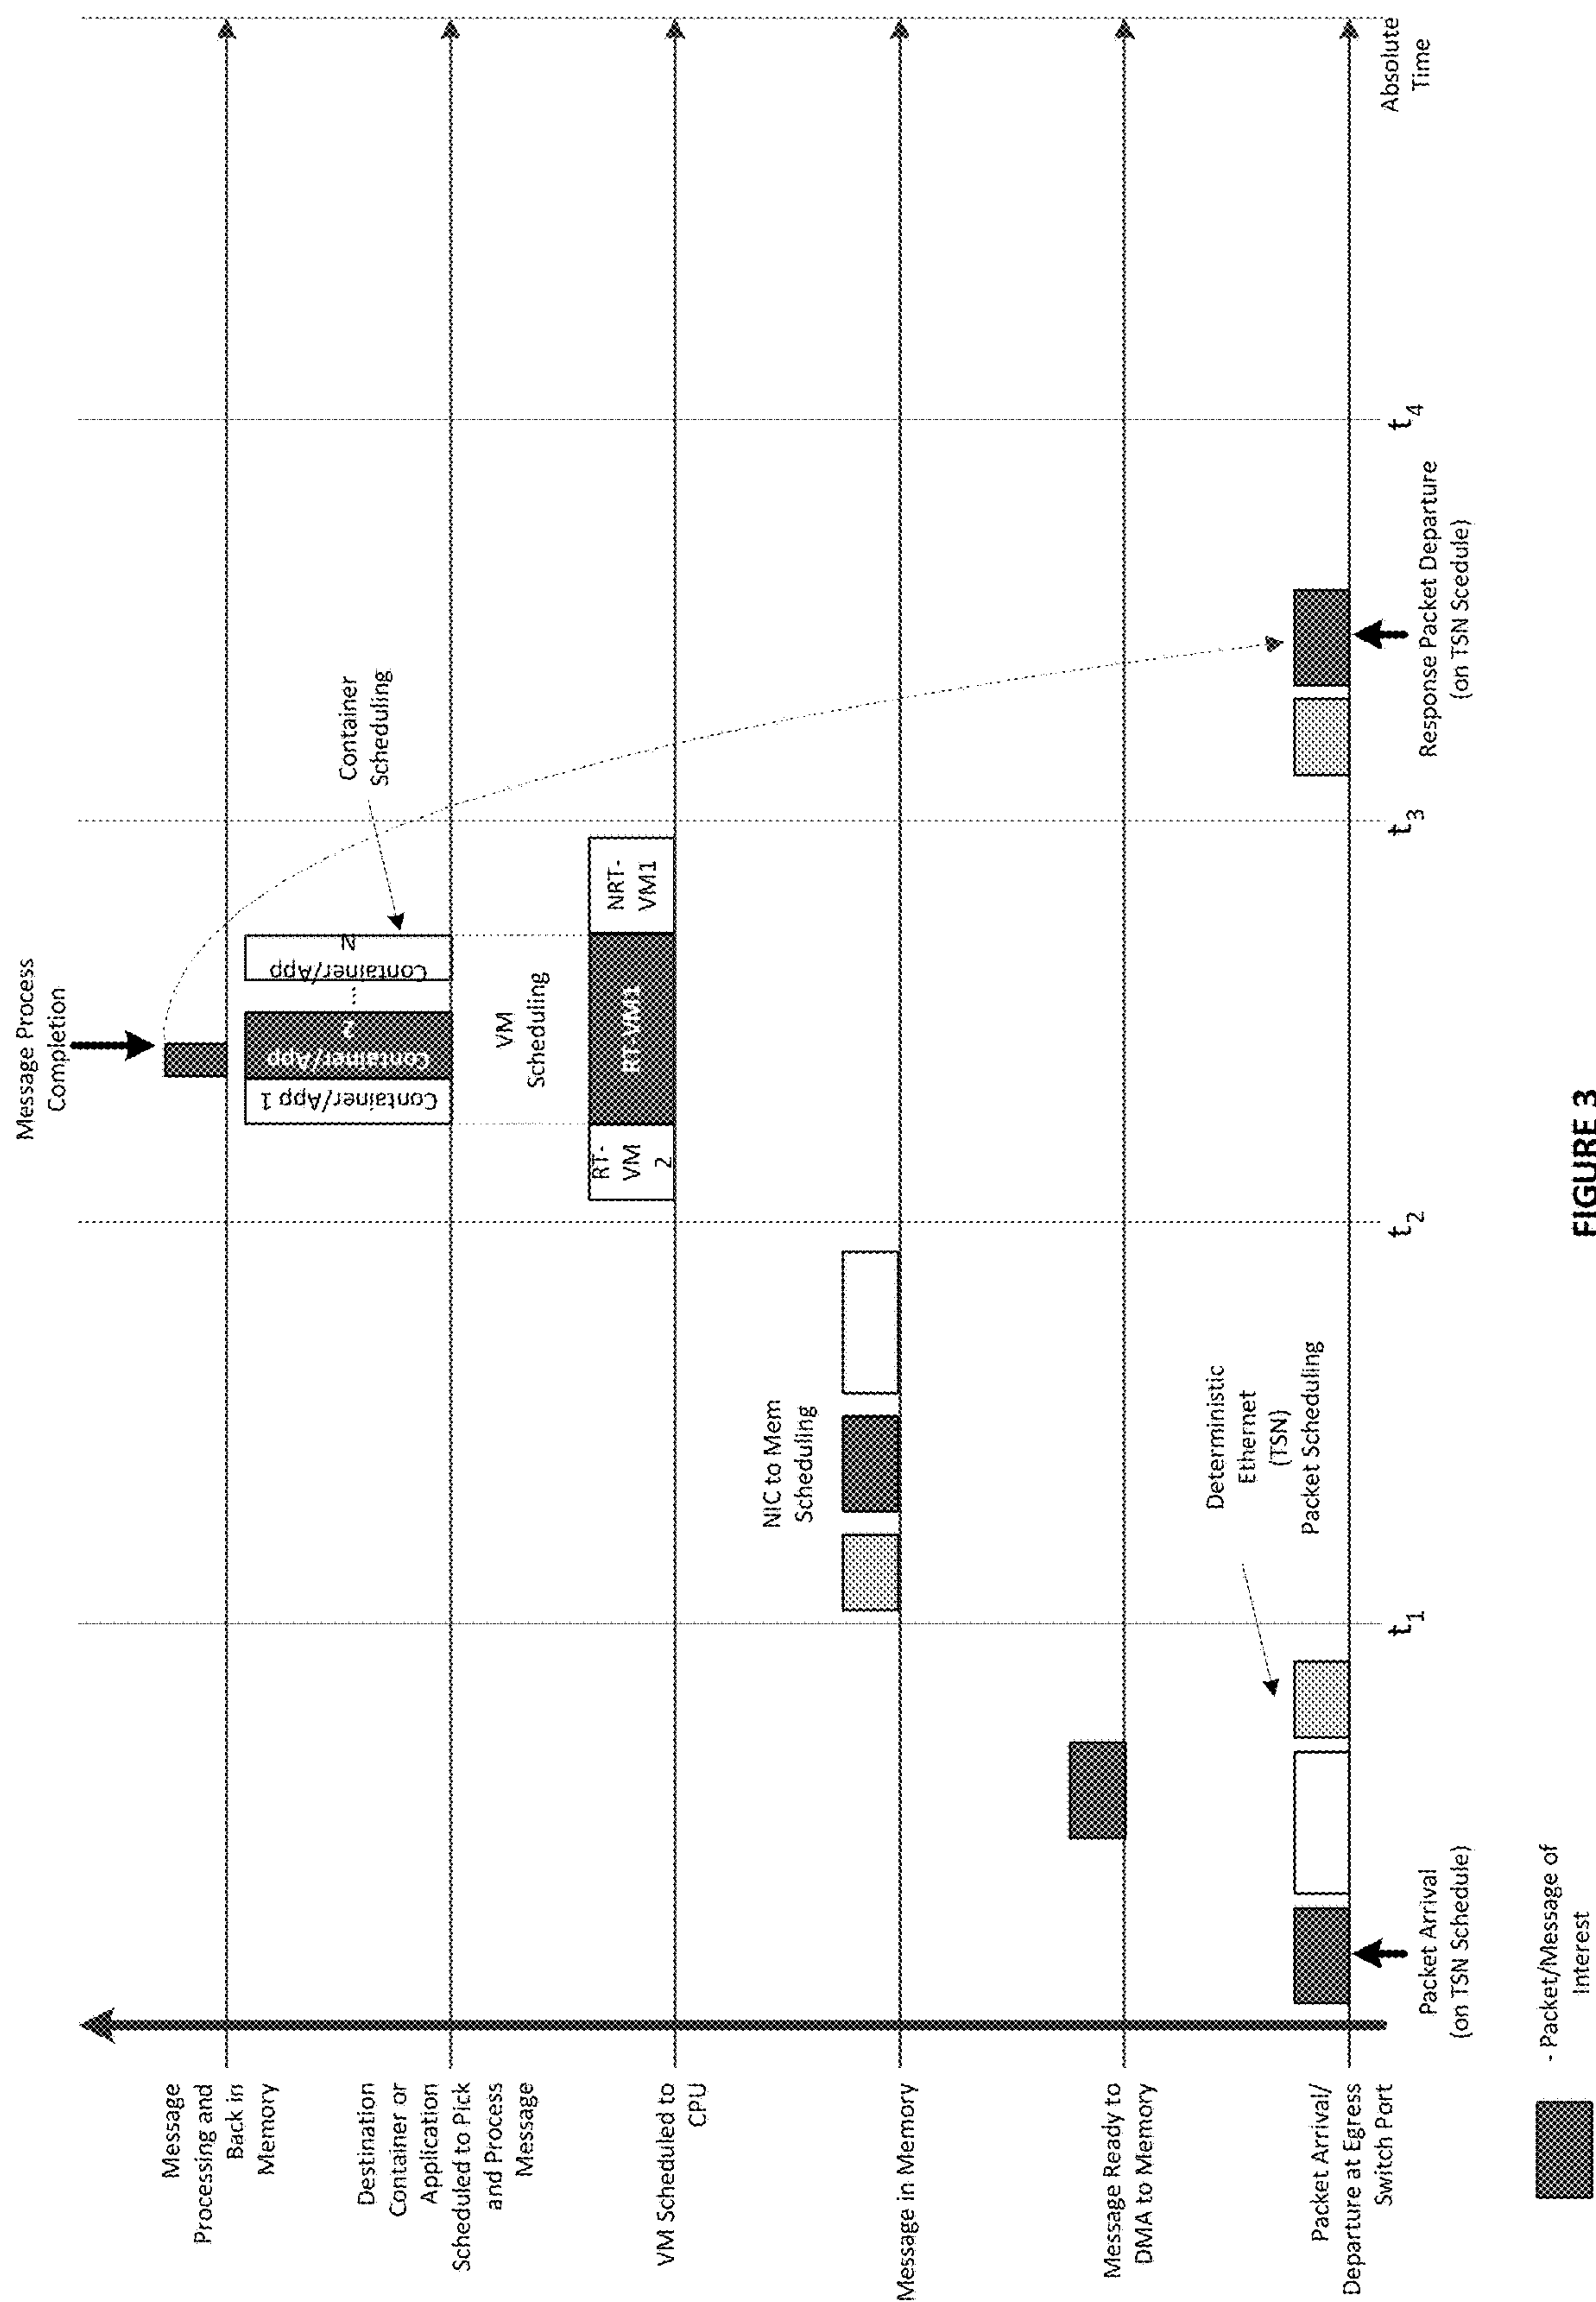 Message Process
Completion
Message
Processing and
Back in
Memory
Destination
Container or
Application
Scheduled to Pick
and Process
Message
Container/App 1
Container/App
2
...
Container/App
Container
Scheduling
VM
Scheduling
VM Scheduled to
CPU
RT-
VM
2
RT-VM1
NRT-
VM1
Message in Memory
NIC to Mem
Scheduling
Message Ready to
DMA to Memory
Packet Arrival/
Departure at Egress
Switch Port
Deterministic
Ethernet
(TSN)
Packet Scheduling
t1
t2
t3
t4
Absolute
Time
Packet Arrival
(on TSN Schedule)
Response Packet Departure
(on TSN Scedule)
- Packet/Message of
Interest
FIGURE 3